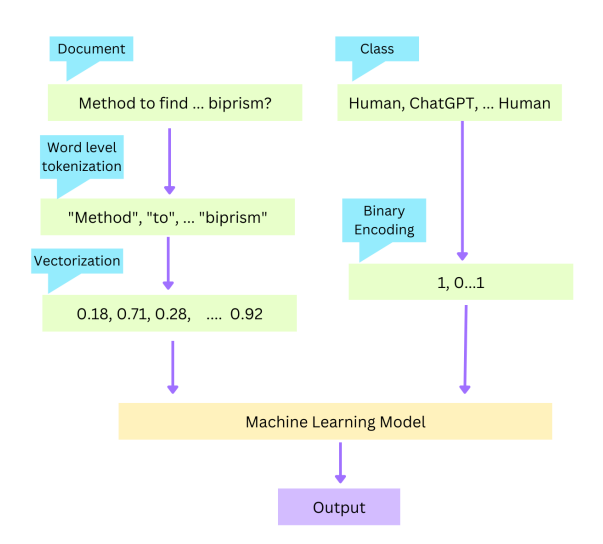 Document
Class
Method to find ... biprism?
Human, ChatGPT, ... Human
Word level
tokenization
"Method", "to", ... "biprism"
Binary
Encoding
Vectorization
1, 0...1
0.18, 0.71, 0.28, .... 0.92
Machine Learning Model
Output